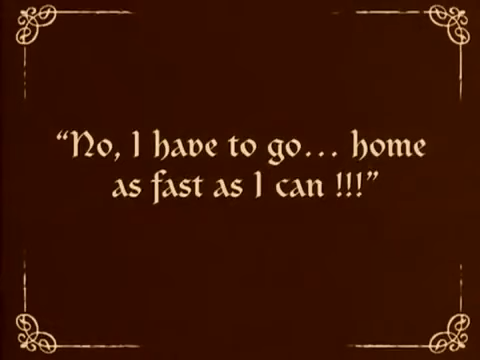 “No, I have to go... home
as fast as I can !!!”